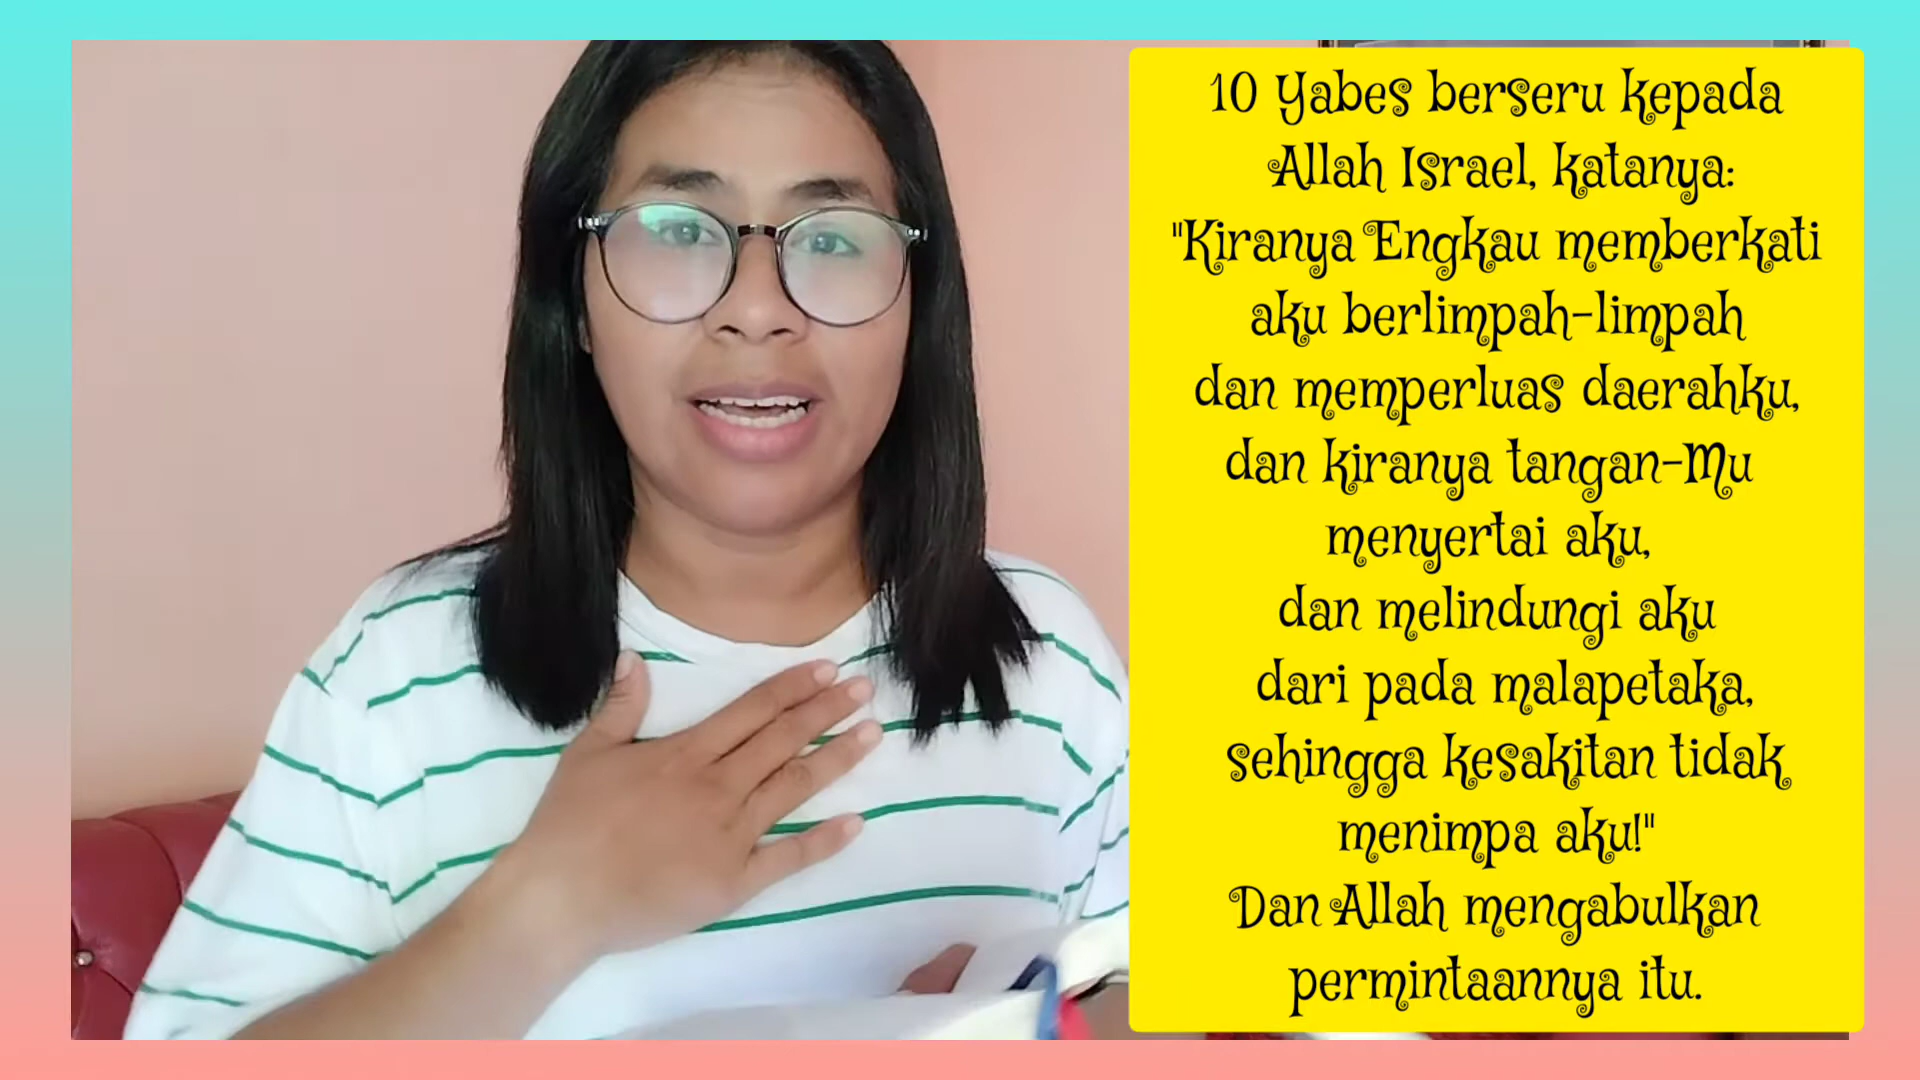 10 Yabes berseru kepada
Allah Israel, katanya:
"Kiranya Engkau memberkati
aku berlimpah-limpah
dan memperluas daerahku,
dan kiranya tangan-Mu
menyertai aku,
dan melindungi aku
dari pada malapetaka,
sehingga kesakitan tidak
menimpa aku!"
Dan Allah mengabulkan
permintaannya itu.